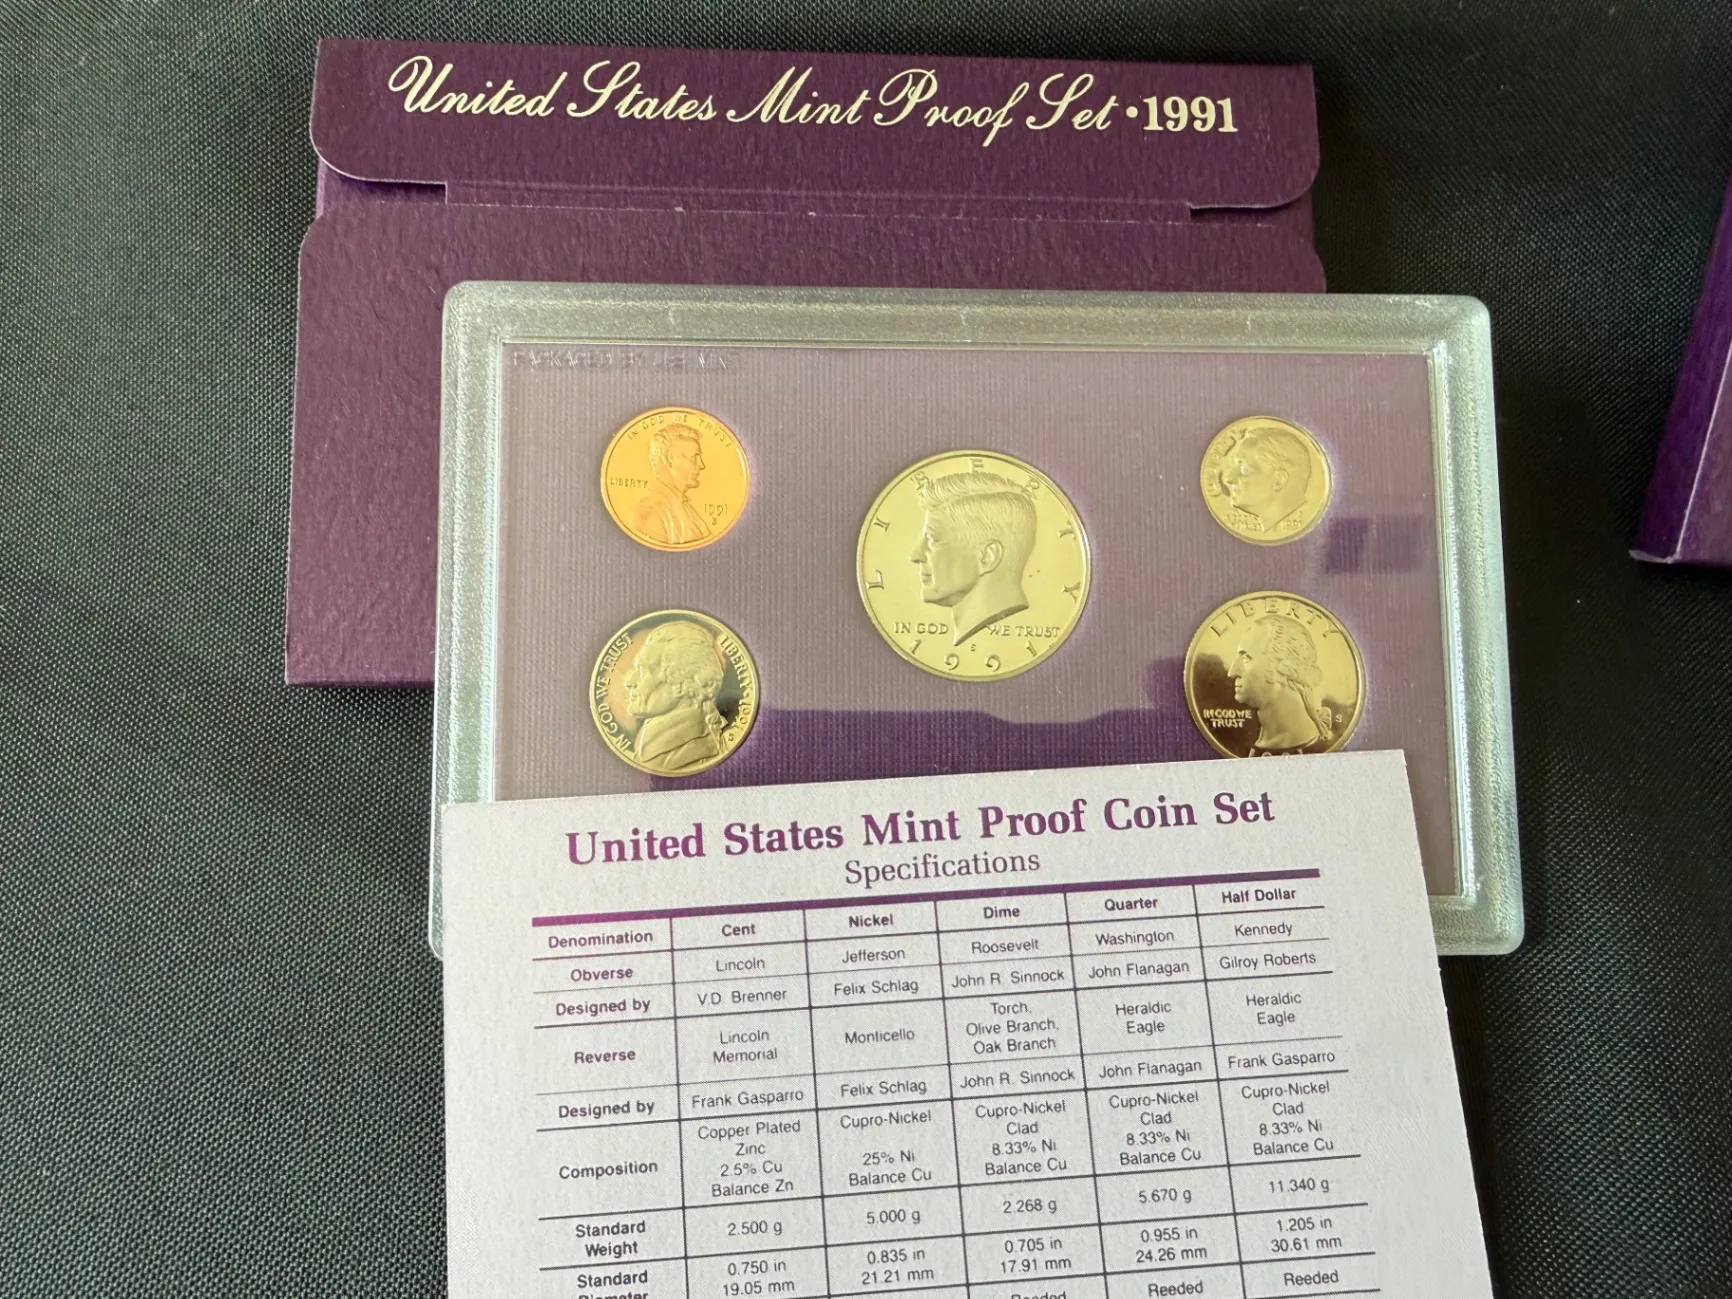 United States Mint Proof Set · 1991
PACKAGED BY U.S. MINT
IN GOD WE TRUST
LIBERTY
1991
S
LIBERTY
IN GOD WE TRUST
S
1991
LIBERTY
1991
IN GOD WE TRUST
LIBERTY · 1991
S
LIBERTY
IN GOD WE
TRUST
S
1991
United States Mint Proof Coin Set
Specifications
Denomination Cent Nickel Dime Quarter Half Dollar
Obverse Lincoln Jefferson Roosevelt Washington Kennedy
Designed by V.D. Brenner Felix Schlag John R. Sinnock John Flanagan Gilroy Roberts
Reverse Lincoln Memorial Monticello Torch, Olive Branch, Oak Branch Heraldic Eagle Heraldic Eagle
Designed by Frank Gasparro Felix Schlag John R. Sinnock John Flanagan Frank Gasparro
Composition Copper Plated Zinc 2.5% Cu Balance Zn Cupro-Nickel 25% Ni Balance Cu Cupro-Nickel Clad 8.33% Ni Balance Cu Cupro-Nickel Clad 8.33% Ni Balance Cu Cupro-Nickel Clad 8.33% Ni Balance Cu
Standard Weight 2.500 g 5.000 g 2.268 g 5.670 g 11.340 g
Standard Diameter 0.750 in 19.05 mm 0.835 in 21.21 mm 0.705 in 17.91 mm 0.955 in 24.26 mm 1.205 in 30.61 mm
Reeded Reeded Reeded